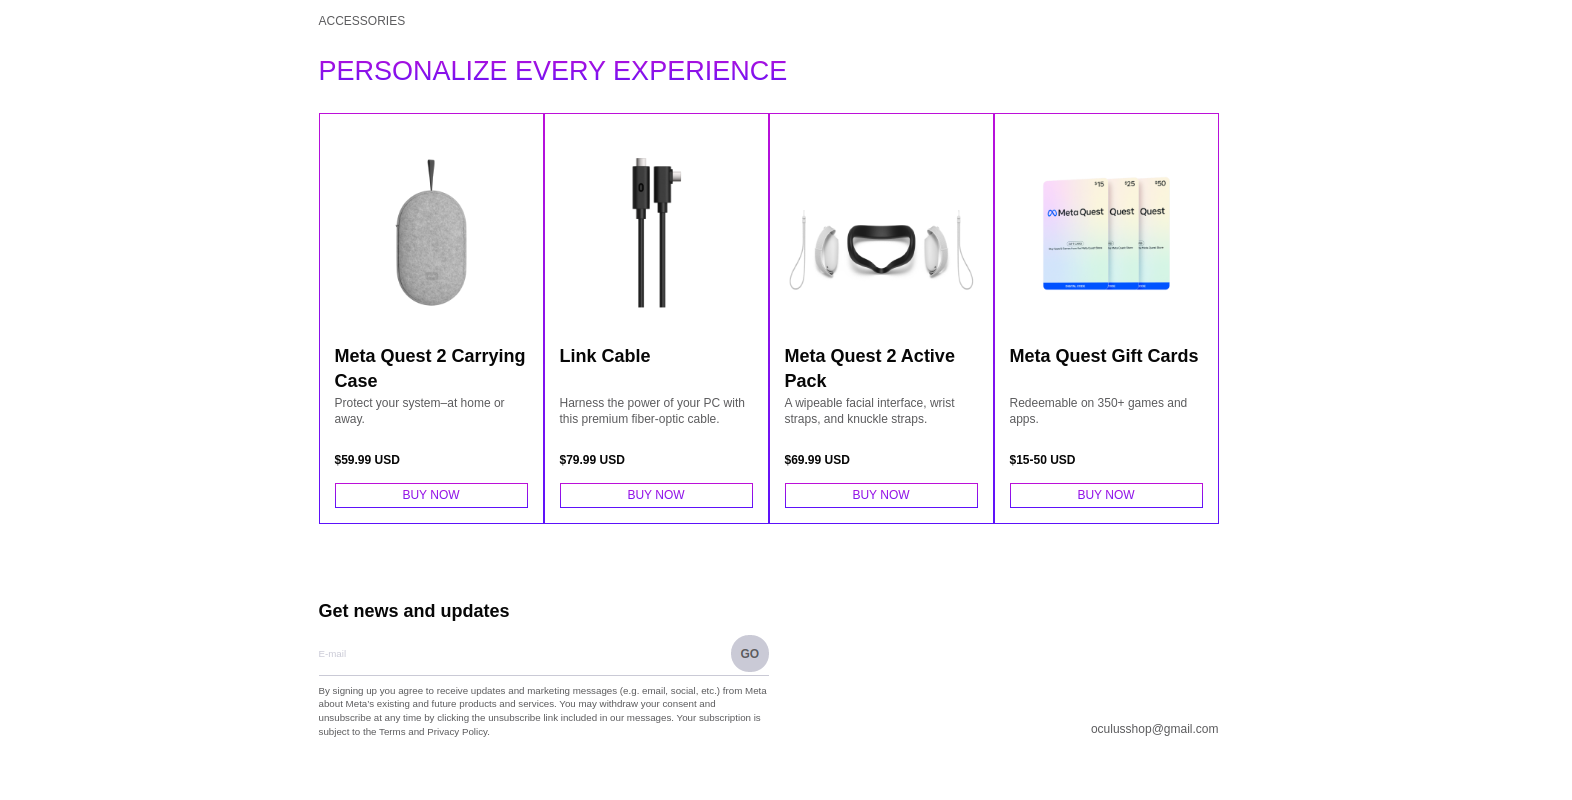 ACCESSORIES
PERSONALIZE EVERY EXPERIENCE
$15
$25
$50
Meta Quest
Quest
Quest
Meta Quest 2 Carrying
Case
Protect your system–at home or
away.
$59.99 USD
BUY NOW
Link Cable
Harness the power of your PC with
this premium fiber-optic cable.
$79.99 USD
BUY NOW
Meta Quest 2 Active
Pack
A wipeable facial interface, wrist
straps, and knuckle straps.
$69.99 USD
BUY NOW
Meta Quest Gift Cards
Redeemable on 350+ games and
apps.
$15-50 USD
BUY NOW
Get news and updates
E-mail
GO
By signing up you agree to receive updates and marketing messages (e.g. email, social, etc.) from Meta
about Meta's existing and future products and services. You may withdraw your consent and
unsubscribe at any time by clicking the unsubscribe link included in our messages. Your subscription is
subject to the Terms and Privacy Policy.
oculusshop@gmail.com